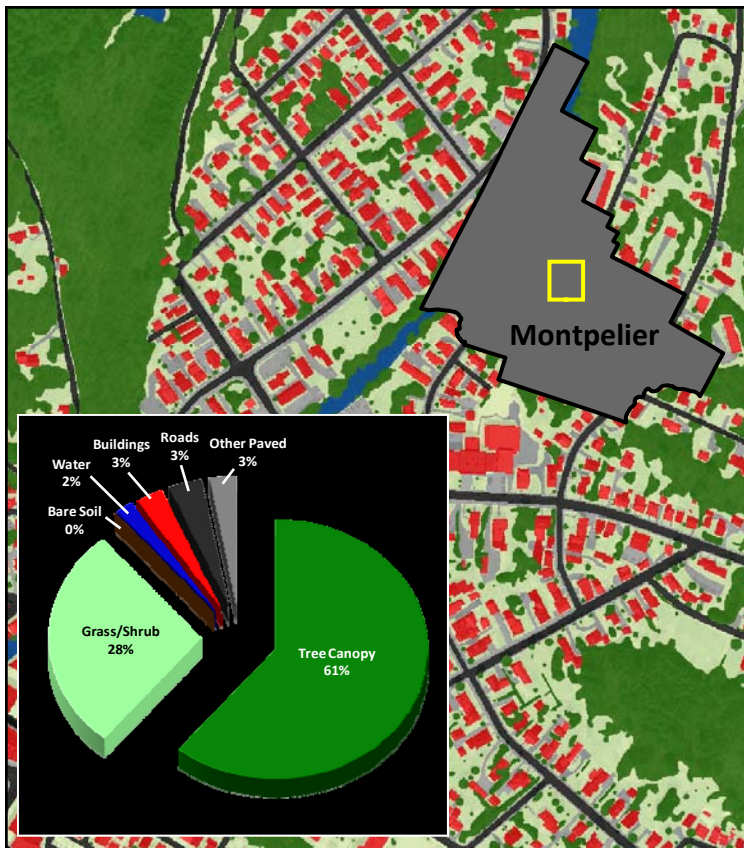 Montpelier
Buildings
3%
Roads
3%
Other Paved
3%
Water
2%
Bare Soil
0%
Grass/Shrub
28%
Tree Canopy
61%